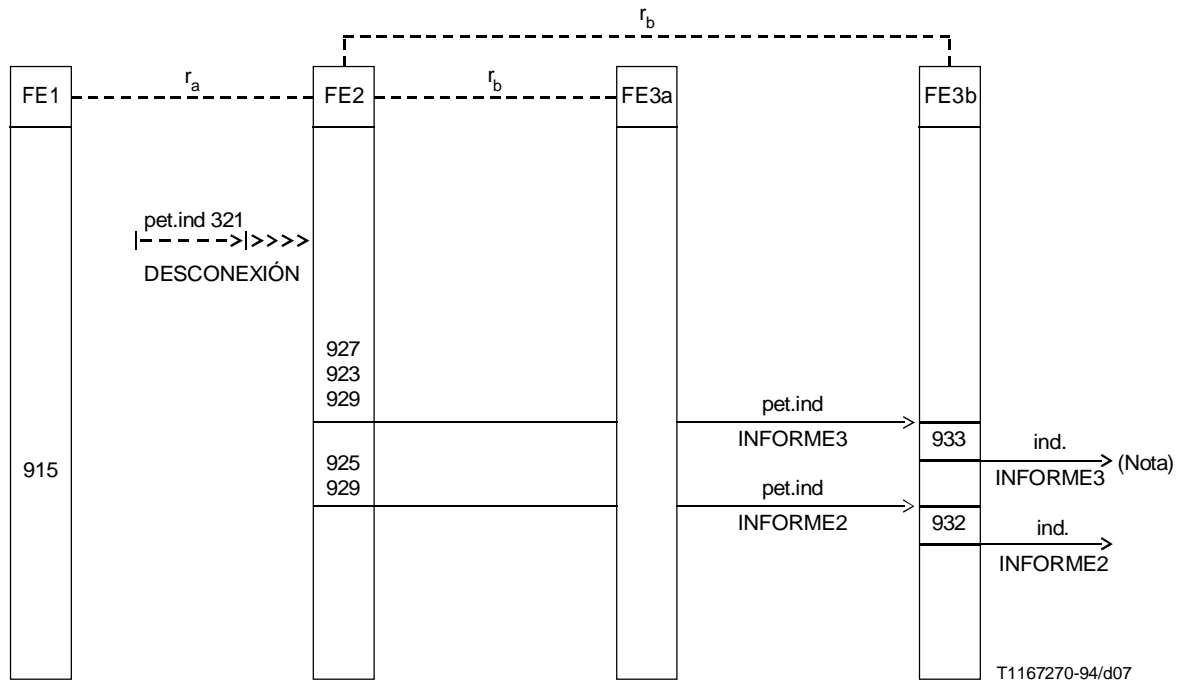 r_b
FE1
r_a
FE2
r_b
FE3a
FE3b
pet.ind 321
DESCONEXIÓN
927
923
929
pet.ind
INFORME3
933
ind.
INFORME3
(Nota)
915
925
929
pet.ind
INFORME2
932
ind.
INFORME2
T1167270-94/d07